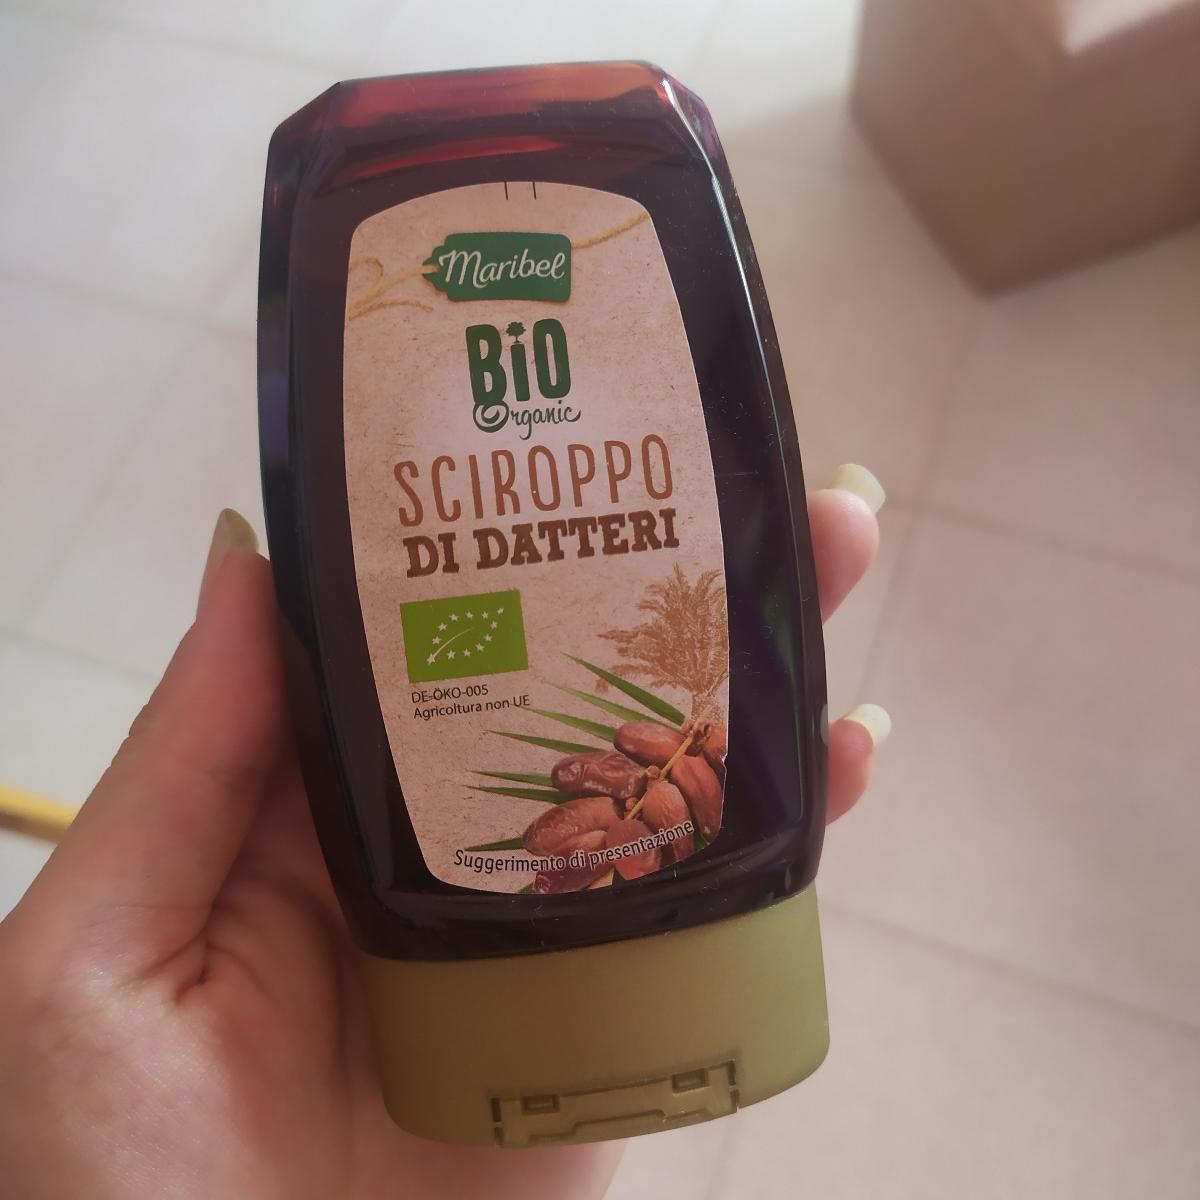 Maribel
BiO
Organic
SCIROPPO
DI DATTERI
DE-ÖKO-005
Agricoltura non UE
Suggerimento di presentazione